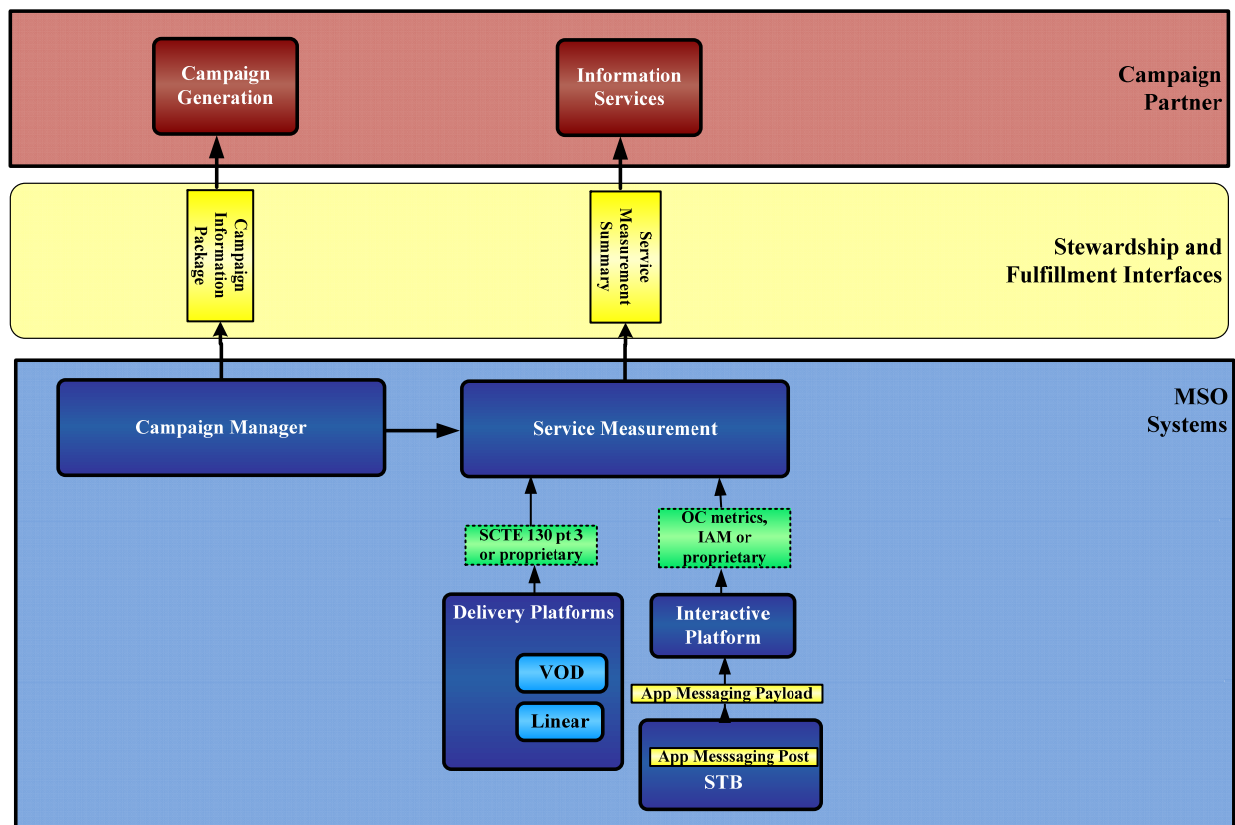 Campaign
Generation
Information
Services
Campaign
Partner
Campaign
Information
Package
Service
Measurement
Summary
Stewardship and
Fulfillment Interfaces
MSO
Systems
Campaign Manager
Service Measurement
SCTE 130 pt 3
or proprietary
OC metrics,
IAM or
proprietary
Delivery Platforms
VOD
Linear
Interactive
Platform
App Messaging Payload
App Messsaging Post
STB